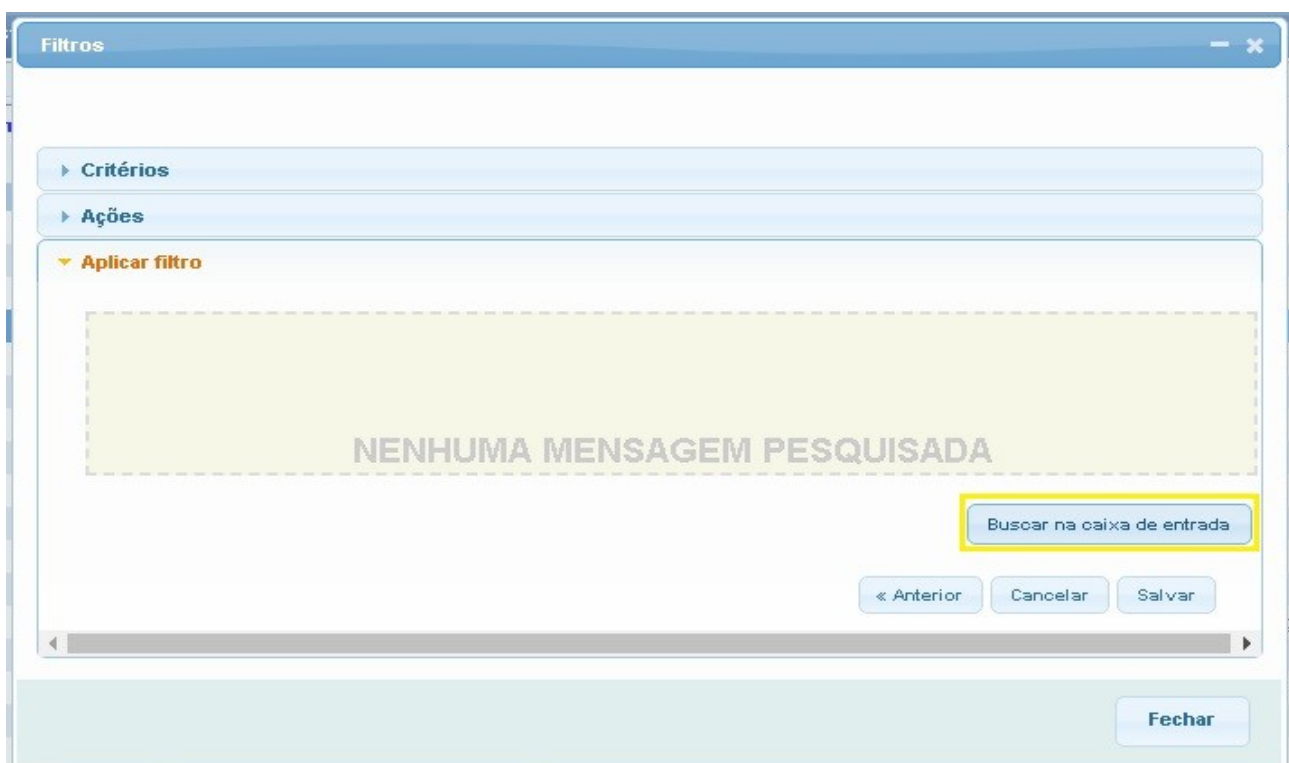 Filtros
Critérios
Ações
Aplicar filtro
NENHUMA MENSAGEM PESQUISADA
Buscar na caixa de entrada
« Anterior Cancelar Salvar
Fechar